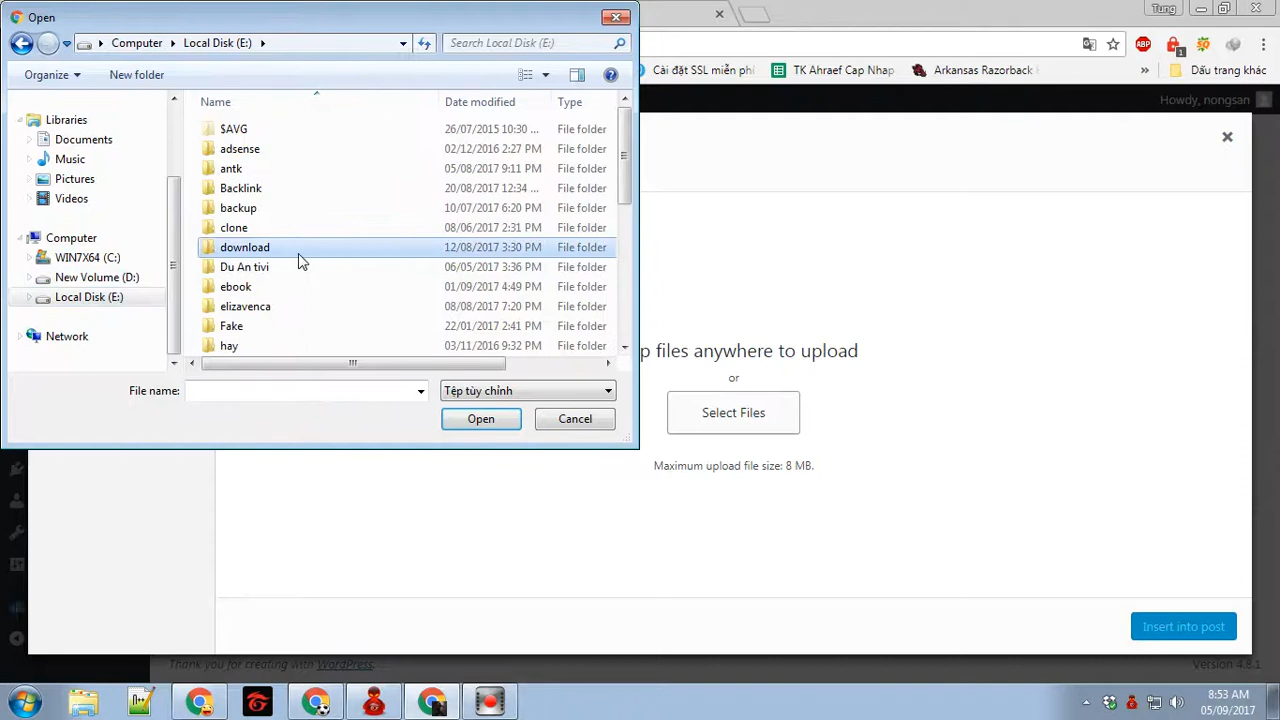 Open
Tung
Computer
Local Disk (E:)
Search Local Disk (E:)
ABP
1
Cài đặt SSL miễn phí
TK Ahraef Cap Nhap
Arkansas Razorback
»
Dấu trang khác
Organize
New folder
Howdy, nongsan
Name
Date modified
Type
Libraries
Documents
Music
Pictures
Videos
Computer
WIN7X64 (C:)
New Volume (D:)
Local Disk (E:)
Network
$AVG 26/07/2015 10:30 ... File folder
adsense 02/12/2016 2:27 PM File folder
antk 05/08/2017 9:11 PM File folder
Backlink 20/08/2017 12:34 ... File folder
backup 10/07/2017 6:20 PM File folder
clone 08/06/2017 2:31 PM File folder
download 12/08/2017 3:30 PM File folder
Du An tivi 06/05/2017 3:36 PM File folder
ebook 01/09/2017 4:49 PM File folder
elizavenca 08/08/2017 7:20 PM File folder
Fake 22/01/2017 2:41 PM File folder
hay 03/11/2016 9:32 PM File folder
File name:
Tệp tùy chỉnh
Open
Cancel
files anywhere to upload
or
Select Files
Maximum upload file size: 8 MB.
Insert into post
Thank you for creating with WordPress.
Version 4.8.1
8:53 AM
05/09/2017